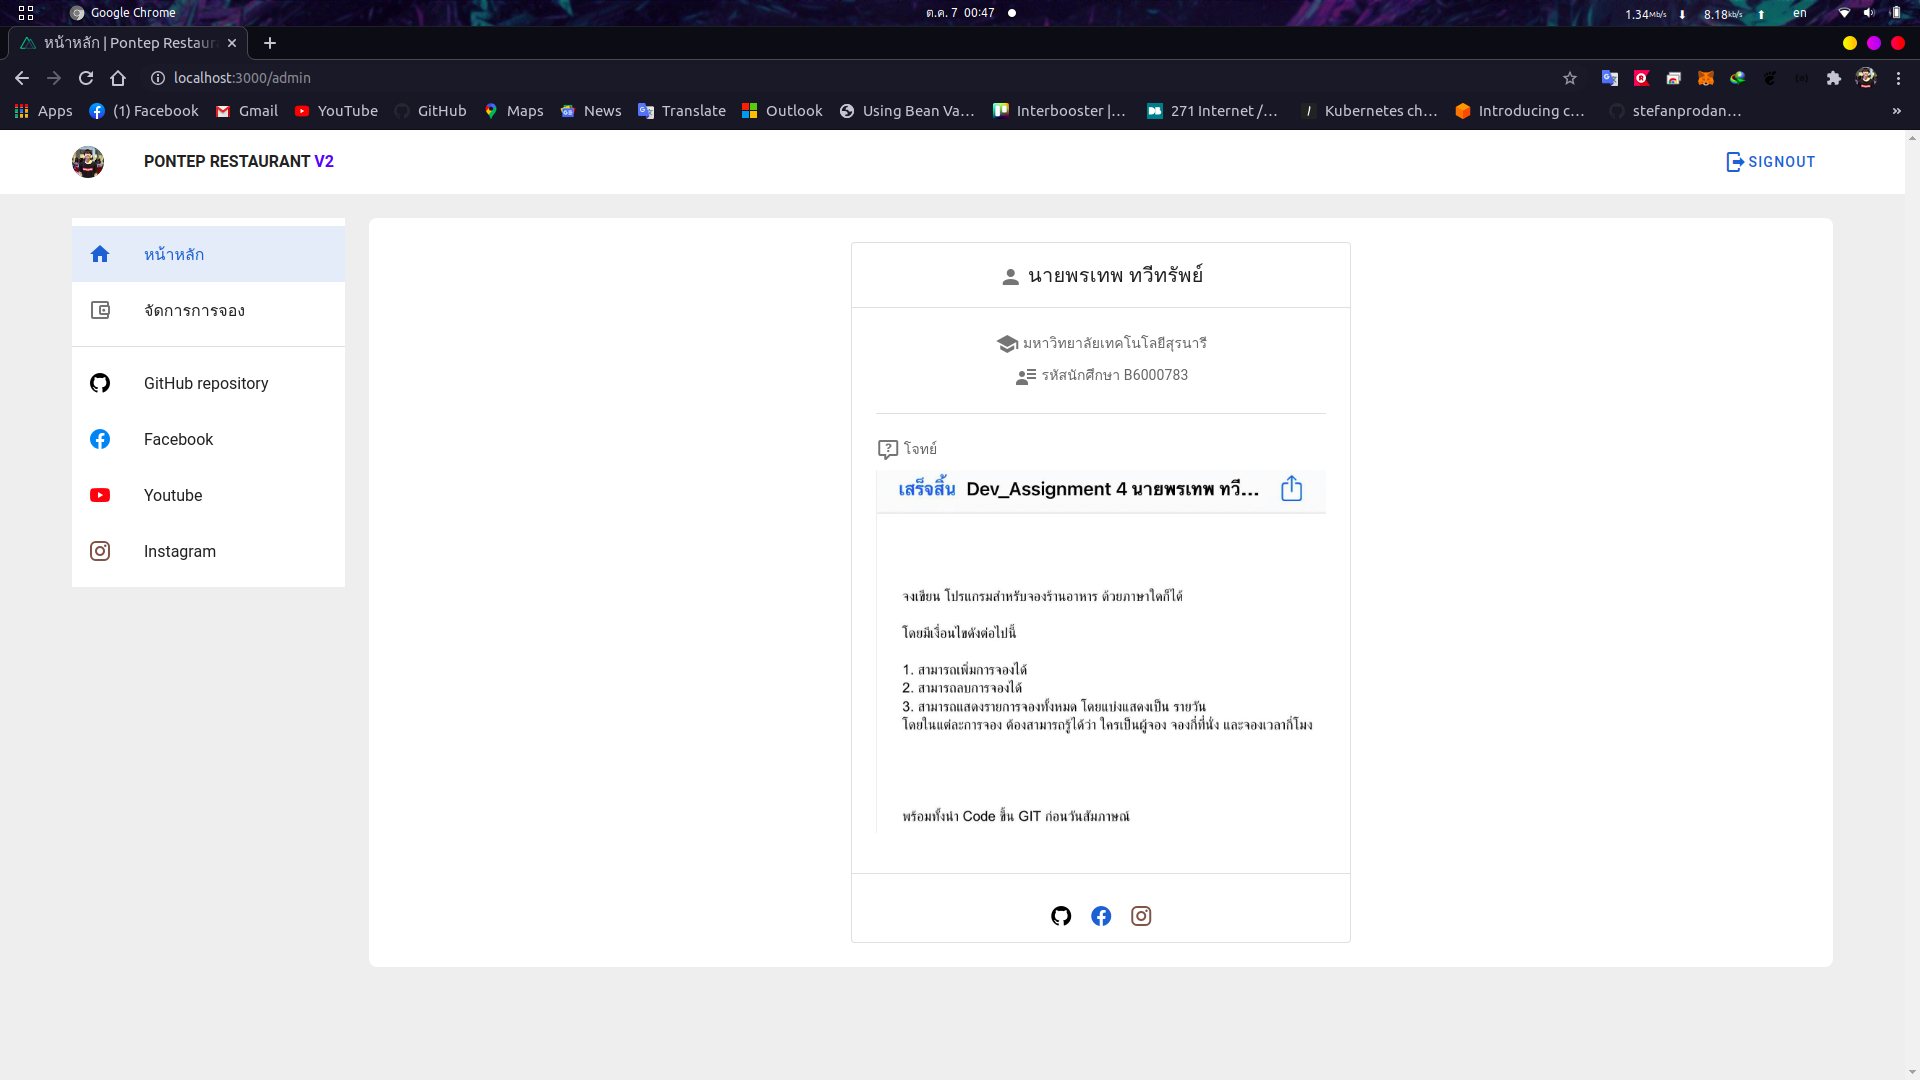 Google Chrome
ต.ค. 7 00:47
1.34Mb/s 8.18kb/s en
หน้าหลัก | Pontep Restaur
localhost:3000/admin
Apps (1) Facebook Gmail YouTube GitHub Maps News Translate Outlook Using Bean Va... Interbooster |... 271 Internet /... Kubernetes ch... Introducing c... stefanprodan... »
PONTEP RESTAURANT V2
SIGNOUT
หน้าหลัก
จัดการการจอง
GitHub repository
Facebook
Youtube
Instagram
นายพรเทพ ทวีทรัพย์
มหาวิทยาลัยเทคโนโลยีสุรนารี
รหัสนักศึกษา B6000783
โจทย์
เสร็จสิ้น Dev_Assignment 4 นายพรเทพ ทวี...
จงเขียน โปรแกรมสำหรับจองร้านอาหาร ด้วยภาษาใดก็ได้
โดยมีเงื่อนไขดังต่อไปนี้
1. สามารถเพิ่มการจองได้
2. สามารถลบการจองได้
3. สามารถแสดงรายการจองทั้งหมด โดยแบ่งแสดงเป็น รายวัน
โดยในแต่ละการจอง ต้องสามารถรู้ได้ว่า ใครเป็นผู้จอง จองกี่ที่นั่ง และจองเวลากี่โมง
พร้อมทั้งนำ Code ขึ้น GIT ก่อนวันสัมภาษณ์